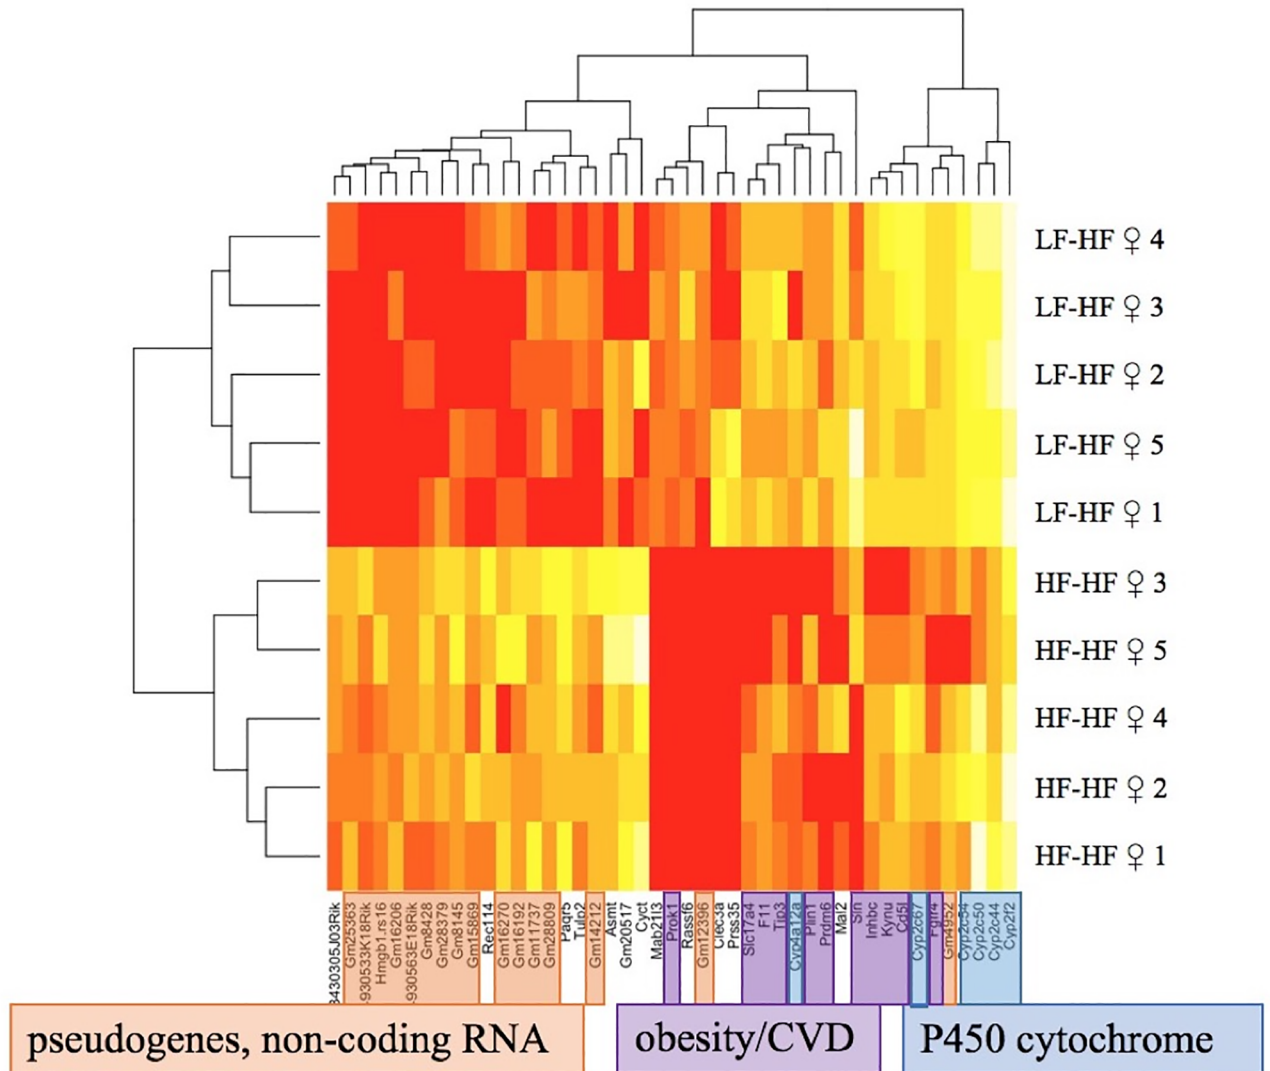 LF-HF ♀ 4
LF-HF ♀ 3
LF-HF ♀ 2
LF-HF ♀ 5
LF-HF ♀ 1
HF-HF ♀ 3
HF-HF ♀ 5
HF-HF ♀ 4
HF-HF ♀ 2
HF-HF ♀ 1
Gm25363
Hmgb1.rs16
Gm16206
Gm8428
Gm28379
Gm8145
Gm15869
Rec114
Gm16270
Gm16192
Gm11737
Gm28809
Paqr5
Tulp2
Gm14212
Asmt
Gm20517
Cyct
Mab21l3
Prok1
Rassf6
Gm12396
Clec3a
Prss35
Slc17a4
F11
Cyp4a12a
Plin1
Prdm6
Mal2
Sln
Inhbc
Kynu
Cd5l
Cyp2c67
Fgfr4
Gm4952
Cyp2c54
Cyp2c50
Cyp2c44
Cyp2f2
pseudogenes, non-coding RNA
obesity/CVD
P450 cytochrome